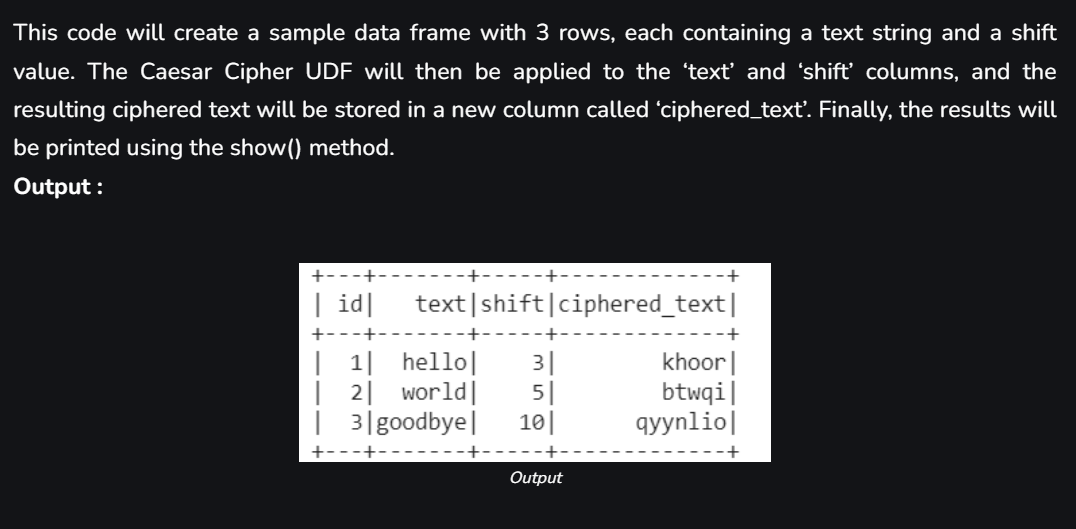 This code will create a sample data frame with 3 rows, each containing a text string and a shift
value. The Caesar Cipher UDF will then be applied to the ‘text’ and ‘shift’ columns, and the
resulting ciphered text will be stored in a new column called ‘ciphered_text’. Finally, the results will
be printed using the show() method.
Output :
+---+-------+-----+-------------+
| id|   text|shift|ciphered_text|
+---+-------+-----+-------------+
|  1|  hello|    3|        khoor|
|  2|  world|    5|        btwqi|
|  3|goodbye|   10|      qyynlio|
+---+-------+-----+-------------+
Output